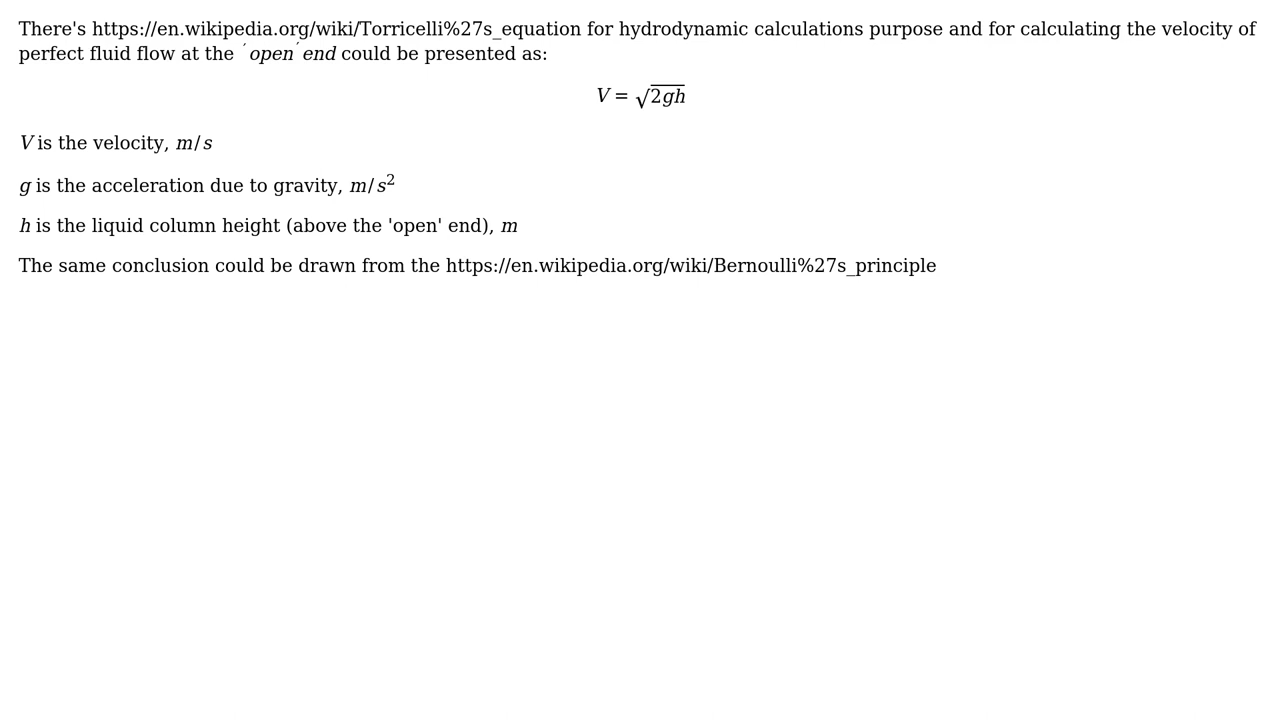 There's https://en.wikipedia.org/wiki/Torricelli%27s_equation for hydrodynamic calculations purpose and for calculating the velocity of
perfect fluid flow at the ′open′end could be presented as:
V = √2gh
V is the velocity, m/s
g is the acceleration due to gravity, m/s²
h is the liquid column height (above the 'open' end), m
The same conclusion could be drawn from the https://en.wikipedia.org/wiki/Bernoulli%27s_principle